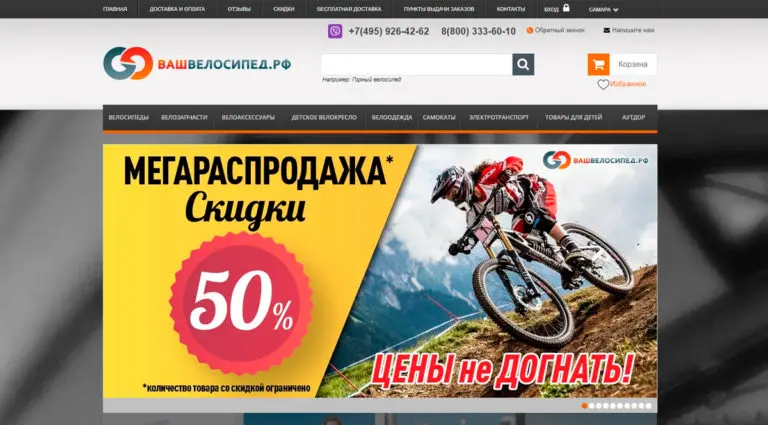 ГЛАВНАЯ ДОСТАВКА И ОПЛАТА ОТЗЫВЫ СКИДКИ БЕСПЛАТНАЯ ДОСТАВКА ПУНКТЫ ВЫДАЧИ ЗАКАЗОВ КОНТАКТЫ ВХОД САМАРА
+7(495) 926-42-62 8(800) 333-60-10 Обратный звонок Напишите нам
ВАШВЕЛОСИПЕД.РФ
Корзина
Например: Горный велосипед
Избранное
ВЕЛОСИПЕДЫ ВЕЛОЗАПЧАСТИ ВЕЛОАКСЕССУАРЫ ДЕТСКОЕ ВЕЛОКРЕСЛО ВЕЛООДЕЖДА САМОКАТЫ ЭЛЕКТРОТРАНСПОРТ ТОВАРЫ ДЛЯ ДЕТЕЙ АУТДОР
ВАШВЕЛОСИПЕД.РФ
МЕГАРАСПРОДАЖА*
Скидки
50%
ЦЕНЫ не ДОГНАТЬ!
*количество товара со скидкой ограничено